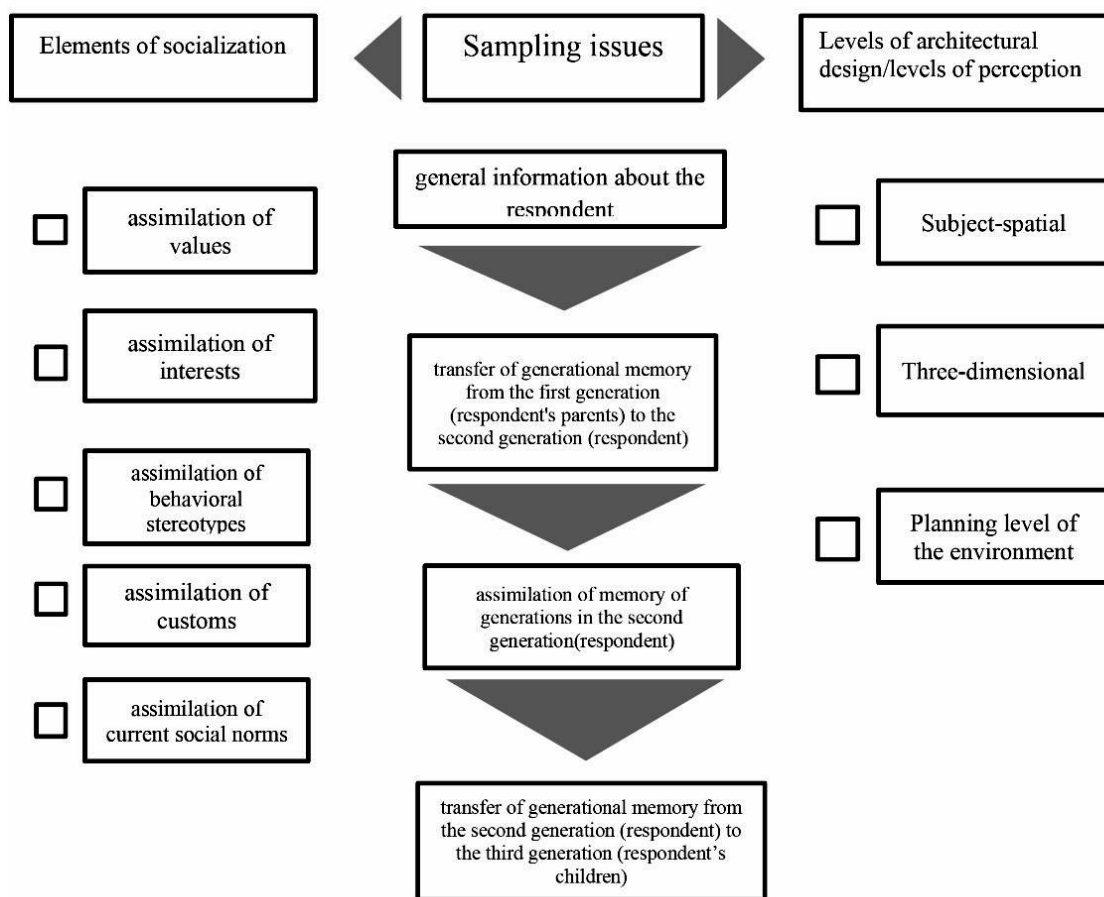 Elements of socialization
Sampling issues
Levels of architectural
design/levels of perception
general information about the
respondent
assimilation of
values
assimilation of
interests
assimilation of
behavioral
stereotypes
assimilation of
customs
assimilation of
current social norms
transfer of generational memory
from the first generation
(respondent's parents) to the
second generation (respondent)
assimilation of memory of
generations in the second
generation(respondent)
transfer of generational memory from
the second generation (respondent) to
the third generation (respondent’s
children)
Subject-spatial
Three-dimensional
Planning level of
the environment